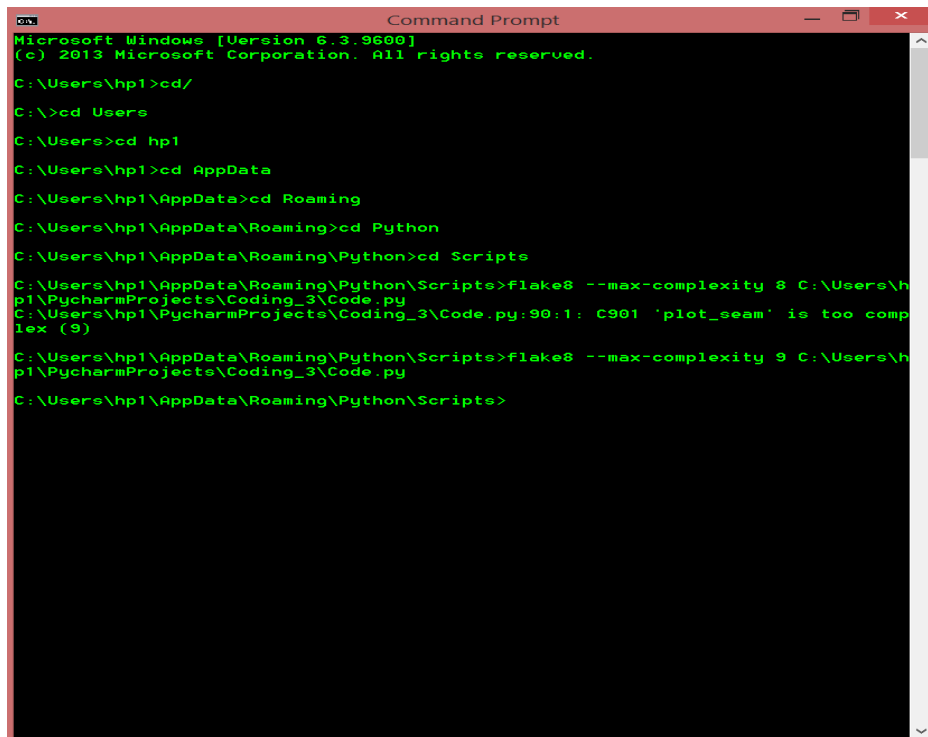 Command Prompt
Microsoft Windows [Version 6.3.9600]
(c) 2013 Microsoft Corporation. All rights reserved.
C:\Users\hp1>cd/
C:\>cd Users
C:\Users>cd hp1
C:\Users\hp1>cd AppData
C:\Users\hp1\AppData>cd Roaming
C:\Users\hp1\AppData\Roaming>cd Python
C:\Users\hp1\AppData\Roaming\Python>cd Scripts
C:\Users\hp1\AppData\Roaming\Python\Scripts>flake8 --max-complexity 8 C:\Users\h
p1\PycharmProjects\Coding_3\Code.py
C:\Users\hp1\PycharmProjects\Coding_3\Code.py:90:1: C901 'plot_seam' is too comp
lex (9)
C:\Users\hp1\AppData\Roaming\Python\Scripts>flake8 --max-complexity 9 C:\Users\h
p1\PycharmProjects\Coding_3\Code.py
C:\Users\hp1\AppData\Roaming\Python\Scripts>